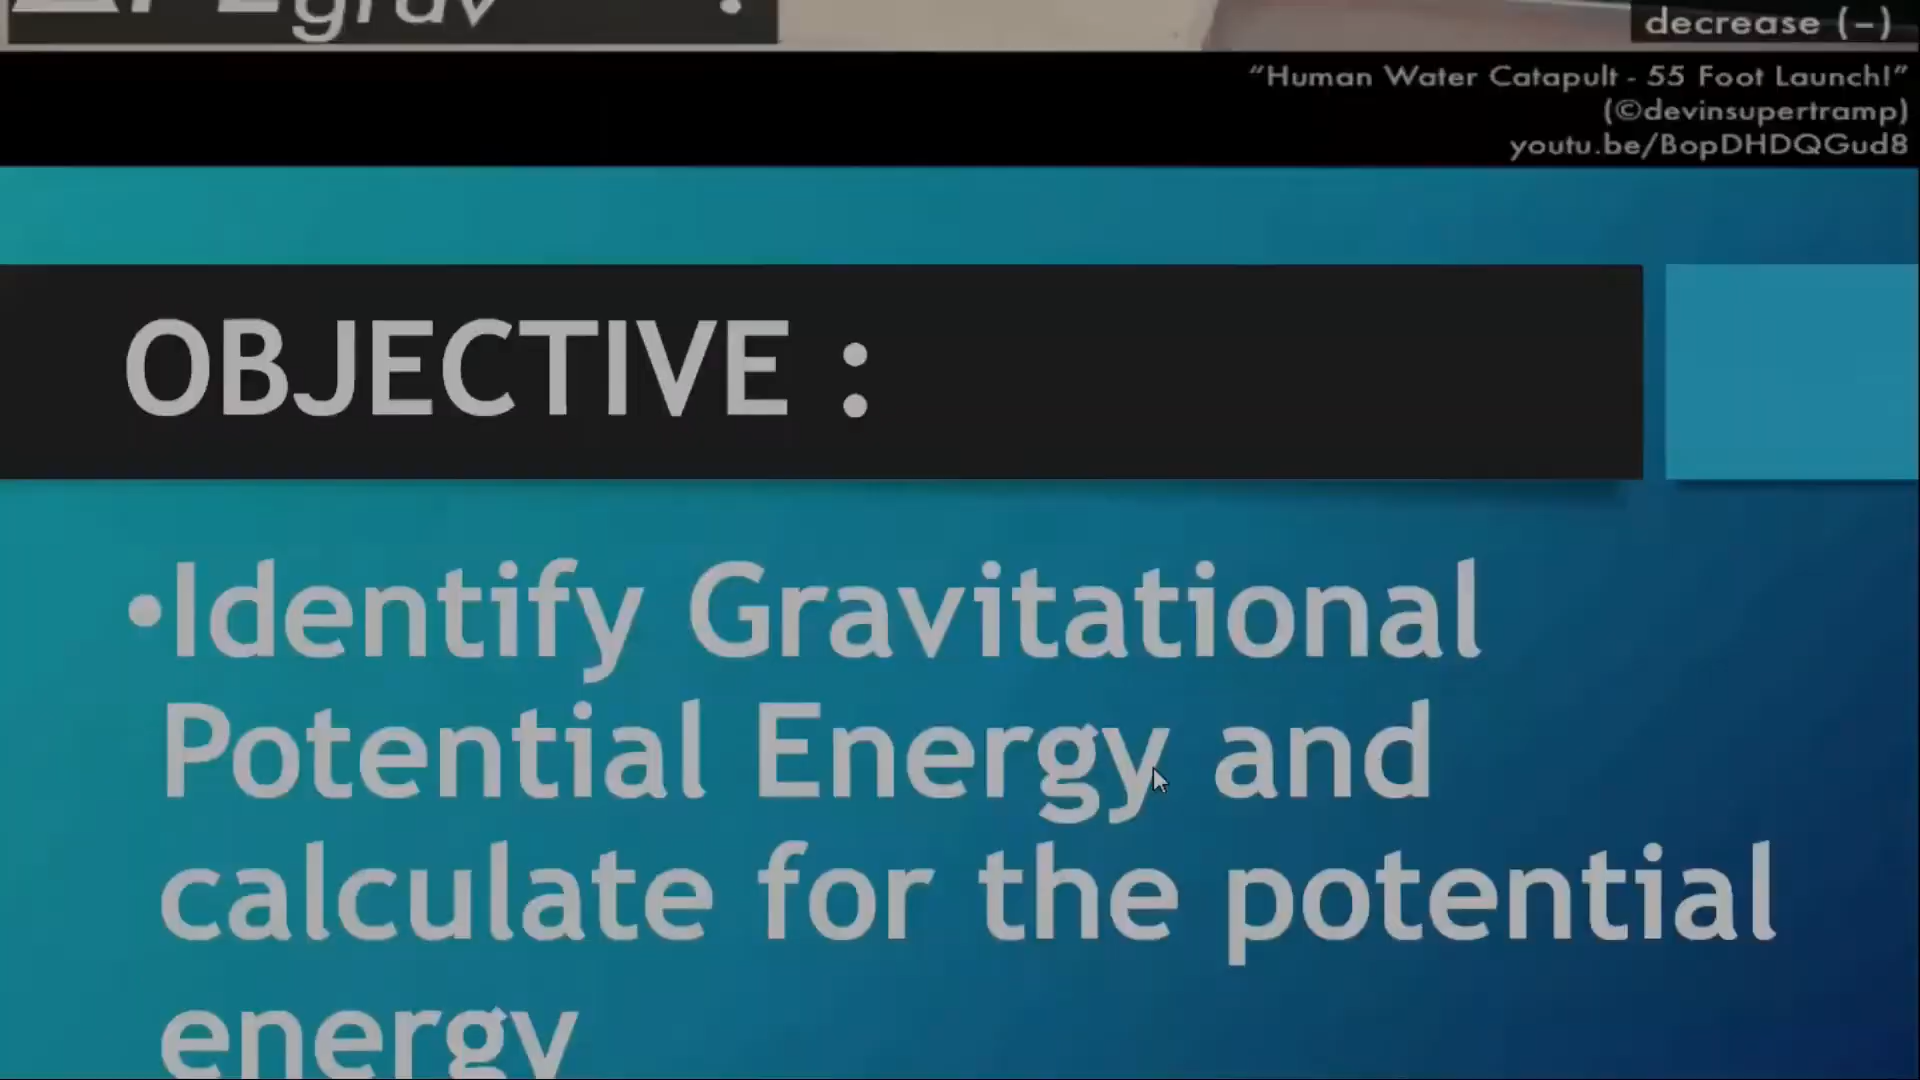 decrease (–)
“Human Water Catapult - 55 Foot Launch!”
(©devinsupertramp)
youtu.be/BopDHDQGud8
OBJECTIVE :
•Identify Gravitational
Potential Energy and
calculate for the potential
energy